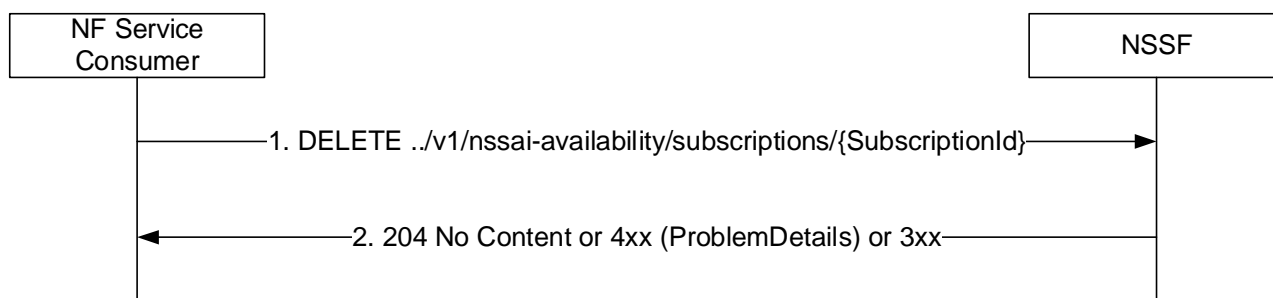 NF Service
Consumer
NSSF
1. DELETE ../v1/nssai-availability/subscriptions/{SubscriptionId}
2. 204 No Content or 4xx (ProblemDetails) or 3xx